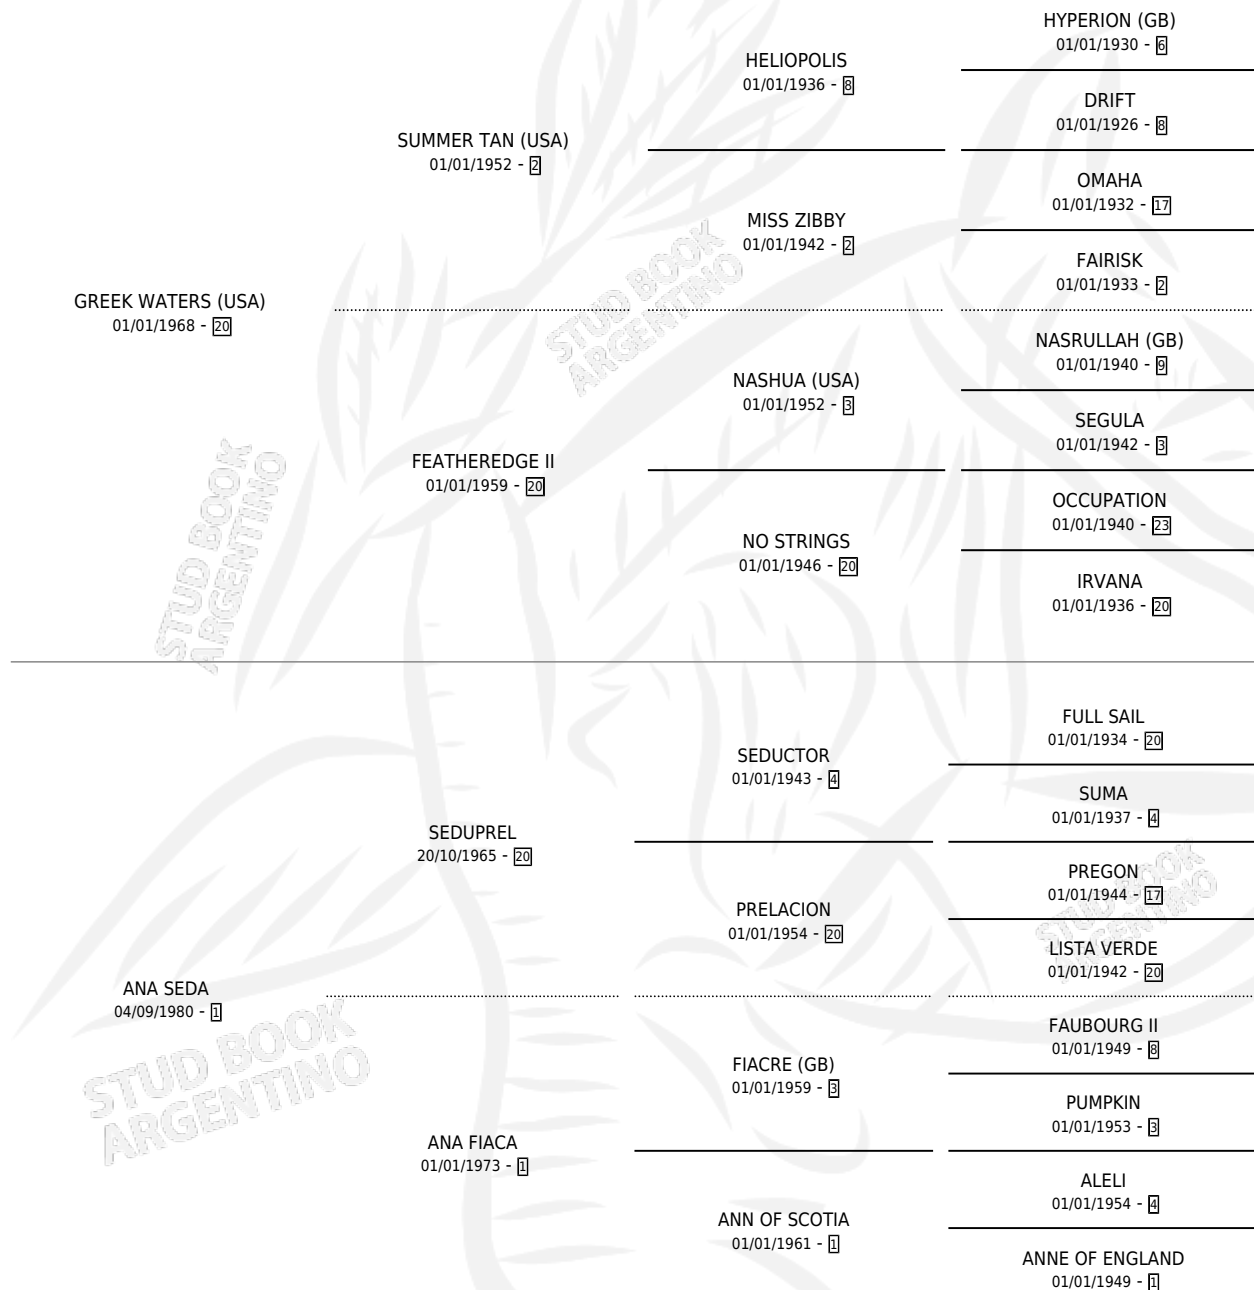 HYPERION (GB)
01/01/1930 - 6
HELIOPOLIS
01/01/1936 - 8
DRIFT
01/01/1926 - 8
SUMMER TAN (USA)
01/01/1952 - 2
OMAHA
01/01/1932 - 17
MISS ZIBBY
01/01/1942 - 2
FAIRISK
01/01/1933 - 2
GREEK WATERS (USA)
01/01/1968 - 20
NASRULLAH (GB)
01/01/1940 - 9
NASHUA (USA)
01/01/1952 - 3
SEGULA
01/01/1942 - 3
FEATHEREDGE II
01/01/1959 - 20
OCCUPATION
01/01/1940 - 23
NO STRINGS
01/01/1946 - 20
IRVANA
01/01/1936 - 20
FULL SAIL
01/01/1934 - 20
SEDUCTOR
01/01/1943 - 4
SUMA
01/01/1937 - 4
SEDUPREL
20/10/1965 - 20
PREGON
01/01/1944 - 17
PRELACION
01/01/1954 - 20
LISTA VERDE
01/01/1942 - 20
ANA SEDA
04/09/1980 - 1
FAUBOURG II
01/01/1949 - 8
FIACRE (GB)
01/01/1959 - 3
PUMPKIN
01/01/1953 - 3
ANA FIACA
01/01/1973 - 1
ALELI
01/01/1954 - 4
ANN OF SCOTIA
01/01/1961 - 1
ANNE OF ENGLAND
01/01/1949 - 1
STUD BOOK
ARGENTINO
STUD BOOK
ARGENTINO
STUD BOOK
ARGENTINO
STUD BOOK
ARGENTINO